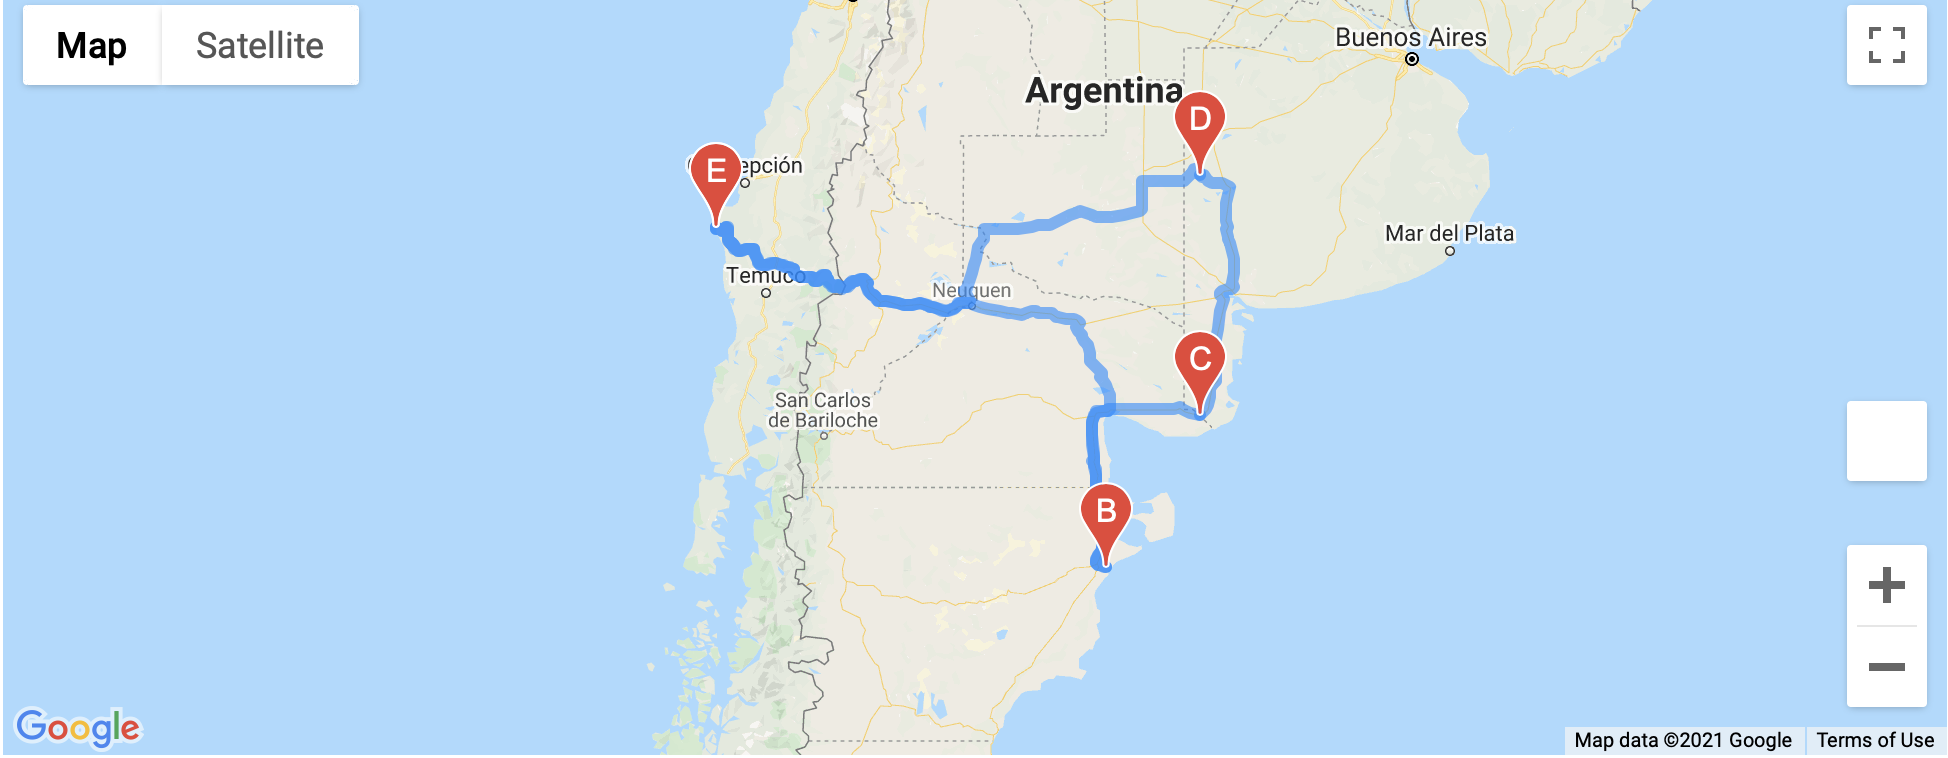 Map
Satellite
Buenos Aires
Argentina
D
E
epción
Mar del Plata
Temuco
Neuquen
C
San Carlos
de Bariloche
B
Google
Map data ©2021 Google
Terms of Use